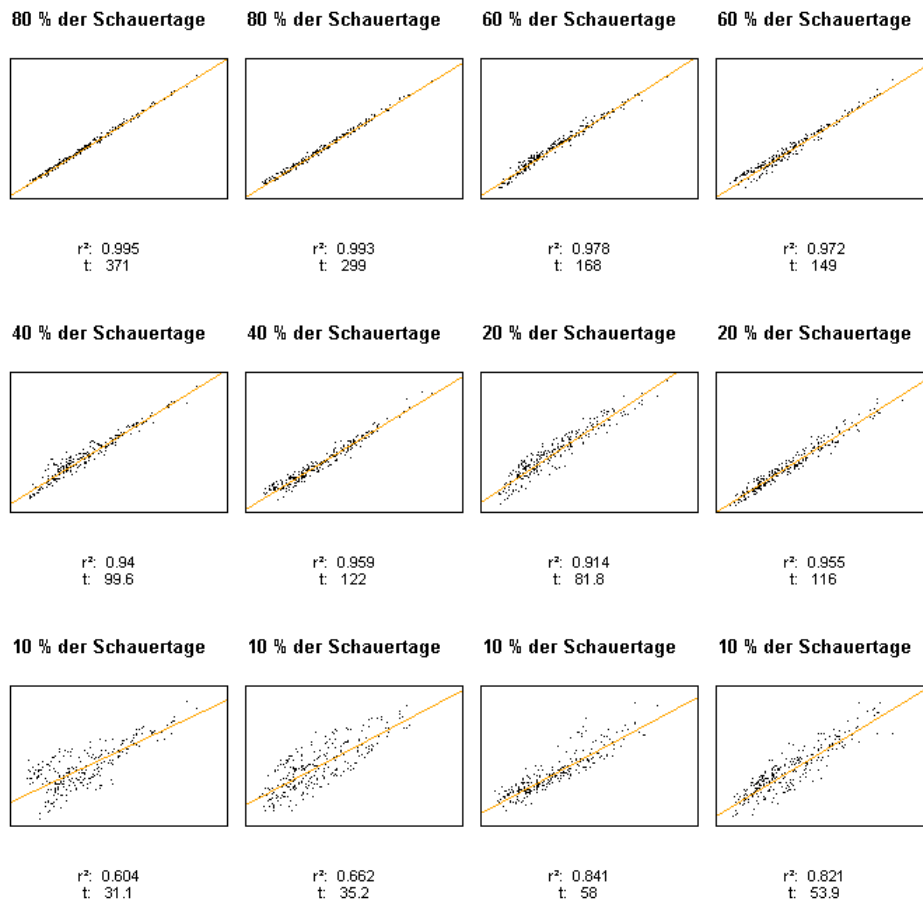 80 % der Schauertage 80 % der Schauertage 60 % der Schauertage 60 % der Schauertage
r²: 0.995 r²: 0.993 r²: 0.978 r²: 0.972
t: 371 t: 299 t: 168 t: 149
40 % der Schauertage 40 % der Schauertage 20 % der Schauertage 20 % der Schauertage
r²: 0.94 r²: 0.959 r²: 0.914 r²: 0.955
t: 99.6 t: 122 t: 81.8 t: 116
10 % der Schauertage 10 % der Schauertage 10 % der Schauertage 10 % der Schauertage
r²: 0.604 r²: 0.662 r²: 0.841 r²: 0.821
t: 31.1 t: 35.2 t: 58 t: 53.9